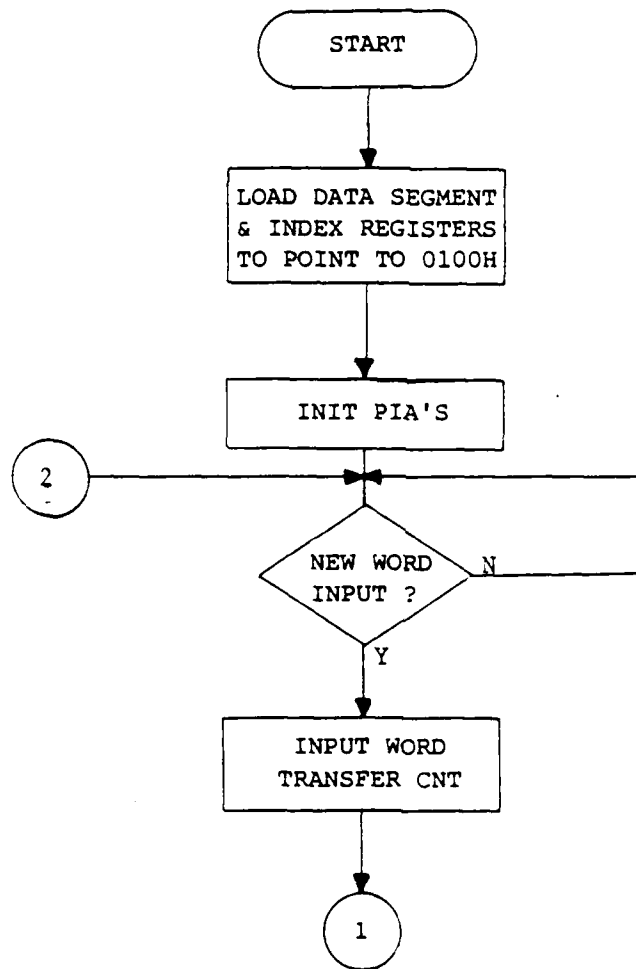 START
LOAD DATA SEGMENT
& INDEX REGISTERS
TO POINT TO 0100H
INIT PIA'S
2
NEW WORD
INPUT ?
N
Y
INPUT WORD
TRANSFER CNT
1